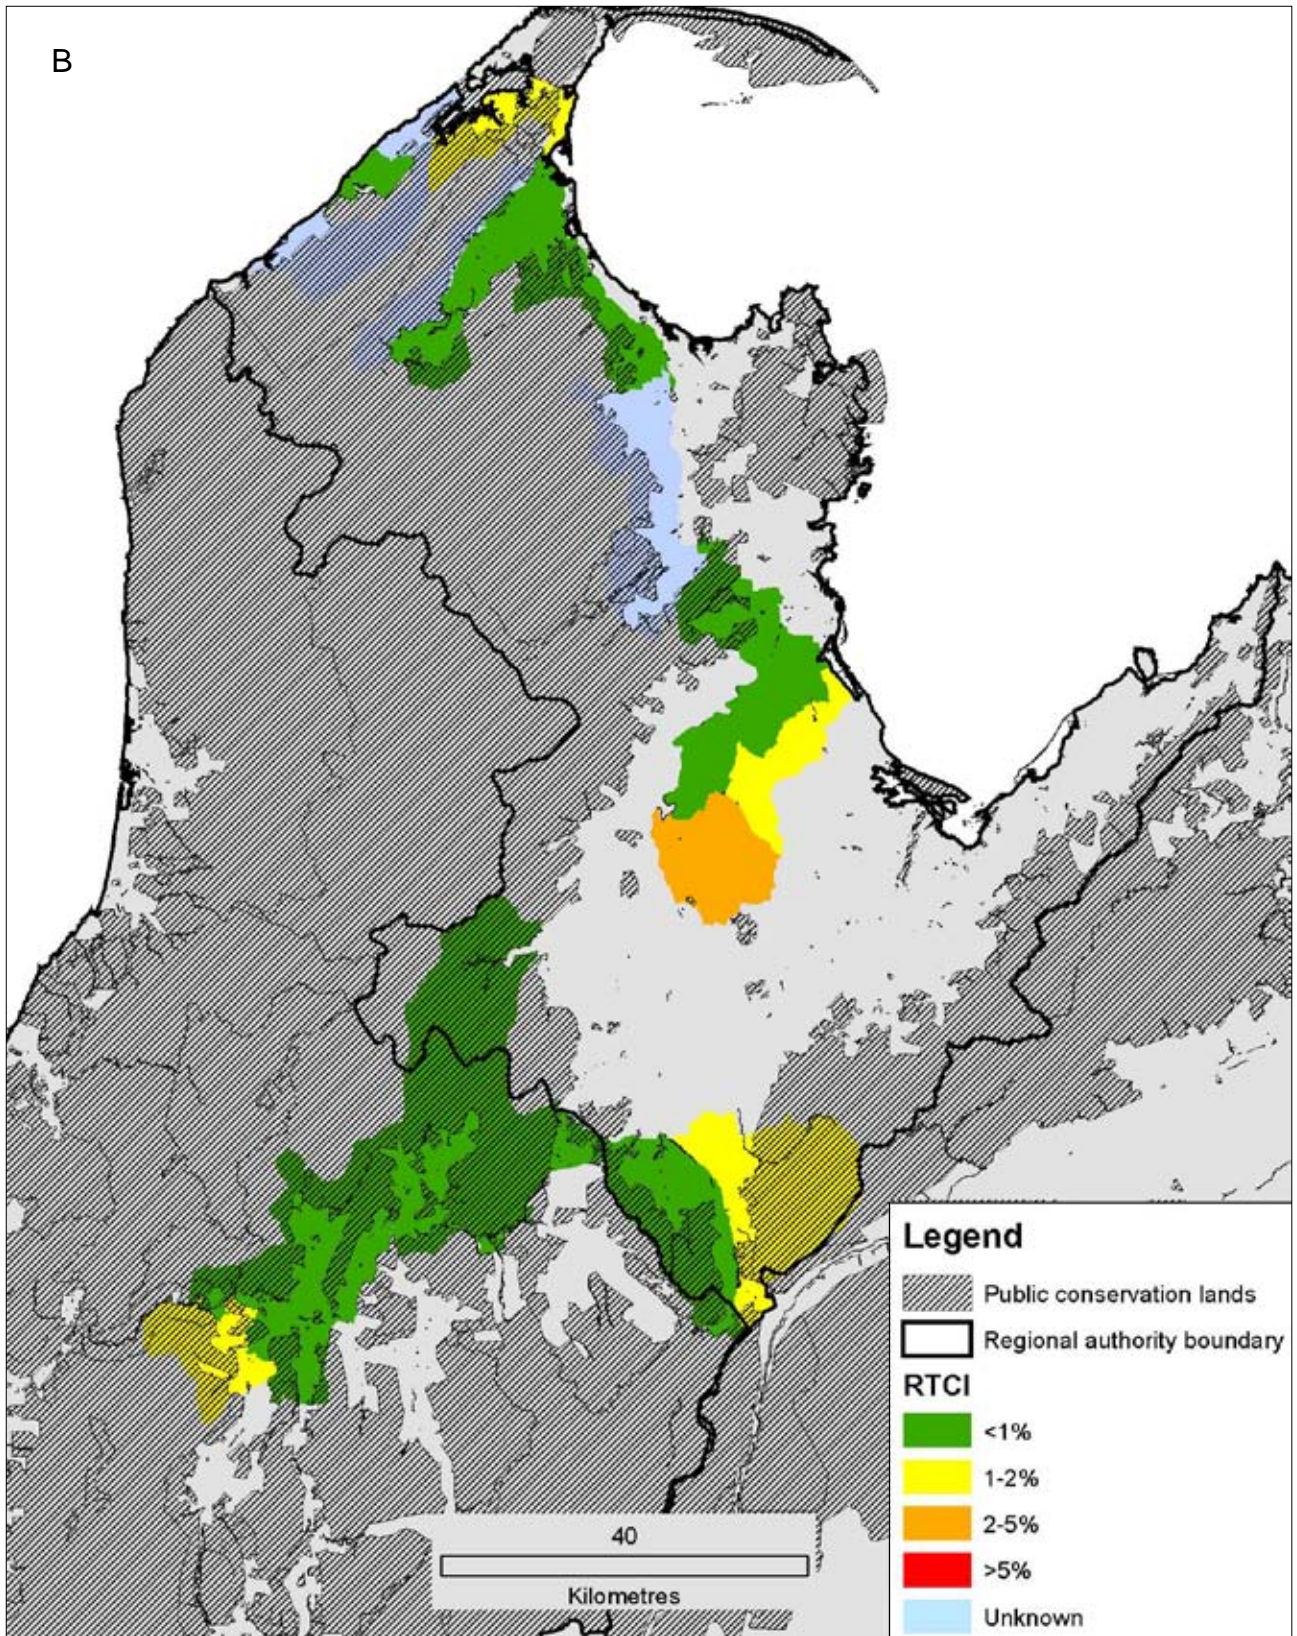 B
Legend
Public conservation lands
Regional authority boundary
RTCI
<1%
1-2%
2-5%
>5%
Unknown
40
Kilometres